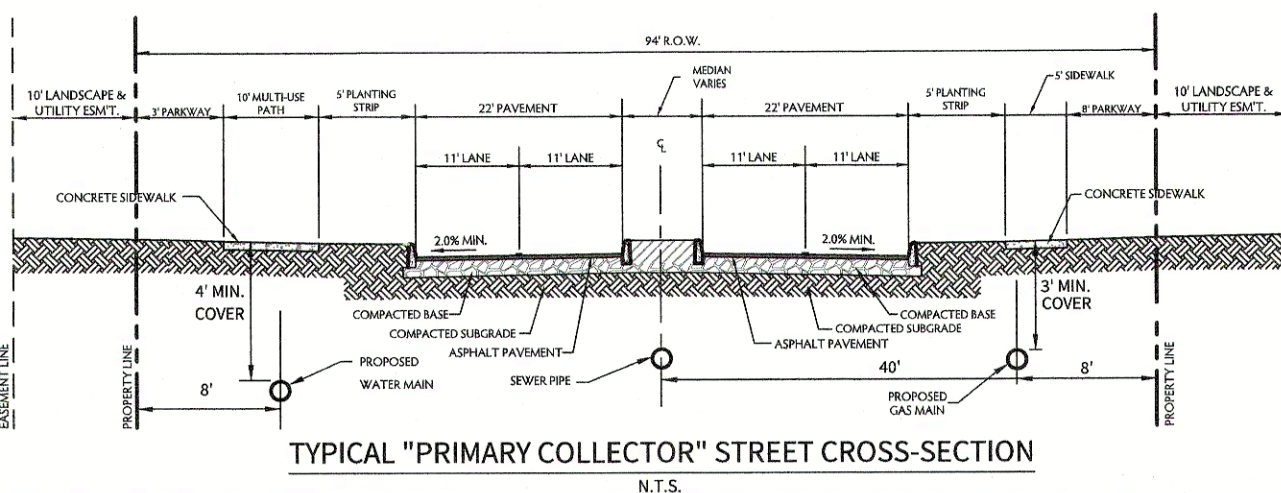 94' R.O.W.
MEDIAN
VARIES
10' LANDSCAPE &
UTILITY ESM'T.
3' PARKWAY
10' MULTI-USE
PATH
5' PLANTING
STRIP
22' PAVEMENT
22' PAVEMENT
5' PLANTING
STRIP
5' SIDEWALK
8' PARKWAY
10' LANDSCAPE &
UTILITY ESM'T.
℄
11' LANE
11' LANE
11' LANE
11' LANE
CONCRETE SIDEWALK
CONCRETE SIDEWALK
2.0% MIN.
2.0% MIN.
4' MIN.
COVER
3' MIN.
COVER
COMPACTED BASE
COMPACTED SUBGRADE
ASPHALT PAVEMENT
COMPACTED BASE
COMPACTED SUBGRADE
ASPHALT PAVEMENT
EASEMENT LINE
PROPERTY LINE
8'
PROPOSED
WATER MAIN
SEWER PIPE
40'
PROPOSED
GAS MAIN
8'
PROPERTY LINE
TYPICAL "PRIMARY COLLECTOR" STREET CROSS-SECTION
N.T.S.